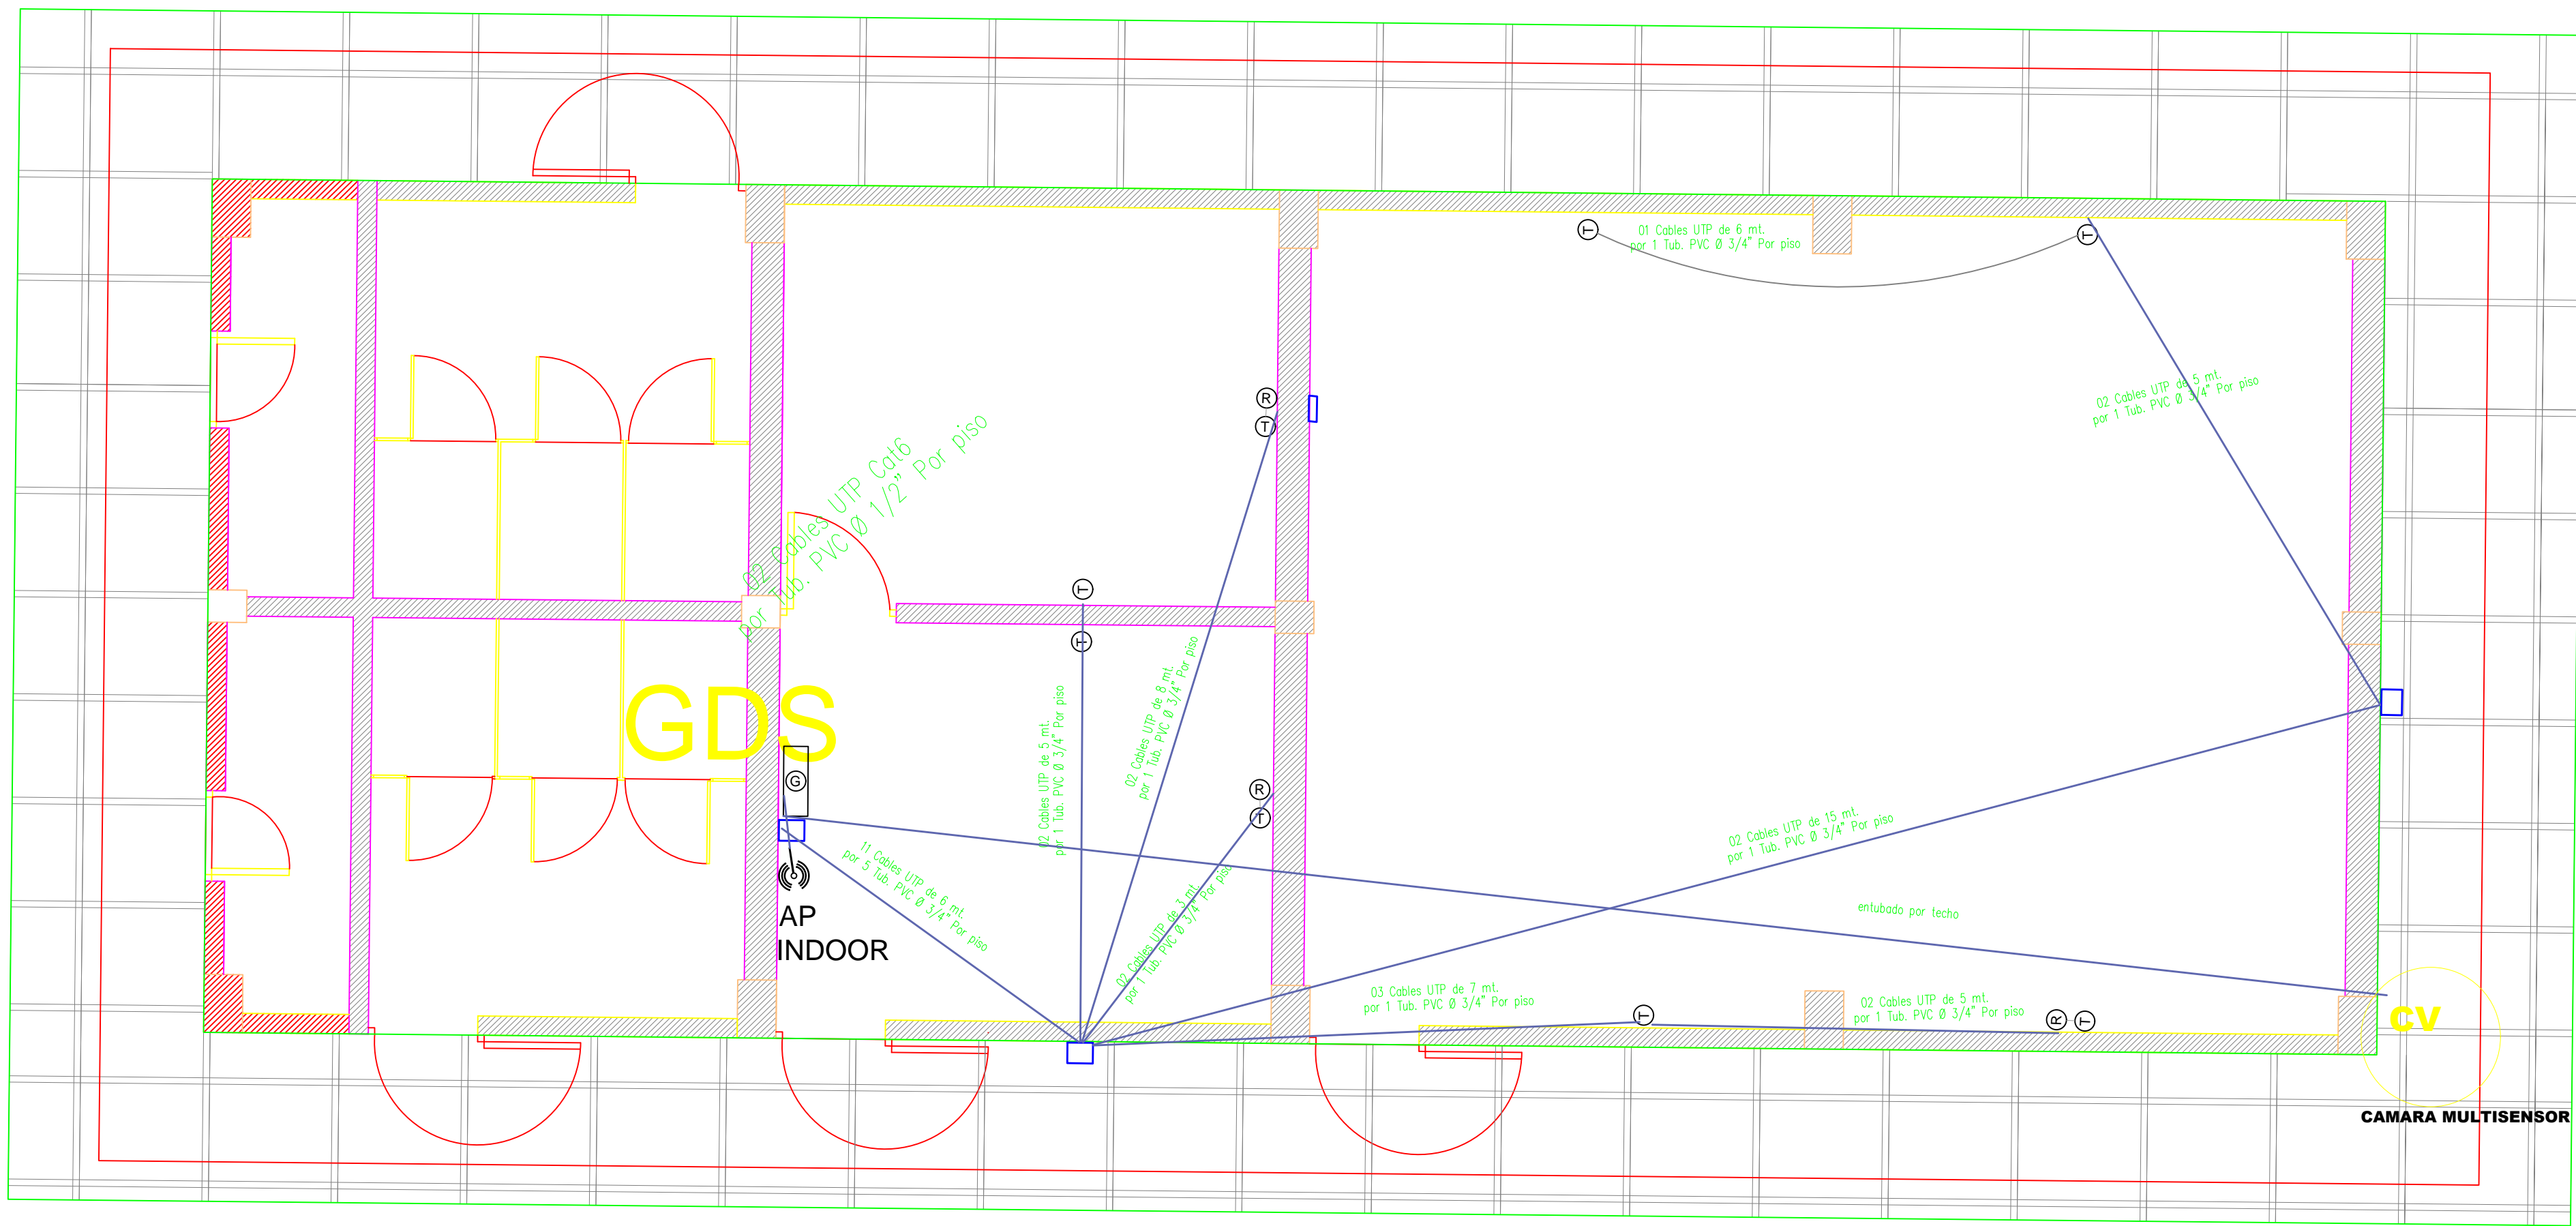 01 Cables UTP de 6 mt.
por 1 Tub. PVC Ø 3/4" Por piso
T
T
02 Cables UTP de 5 mt.
por 1 Tub. PVC Ø 3/4" Por piso
R
T
02 Cables UTP Cat6
por Tub. PVC Ø 1/2" Por piso
T
T
GDS
G
02 Cables UTP de 5 mt.
por 1 Tub. PVC Ø 3/4" Por piso
02 Cables UTP de 8 mt.
por 1 Tub. PVC Ø 3/4" Por piso
R
T
11 Cables UTP de 6 mt.
por 5 Tub. PVC Ø 3/4" Por piso
02 Cables UTP de 3 mt.
por 1 Tub. PVC Ø 3/4" Por piso
02 Cables UTP de 15 mt.
por 1 Tub. PVC Ø 3/4" Por piso
AP
INDOOR
entubado por techo
03 Cables UTP de 7 mt.
por 1 Tub. PVC Ø 3/4" Por piso
T
02 Cables UTP de 5 mt.
por 1 Tub. PVC Ø 3/4" Por piso
R
T
CV
CAMARA MULTISENSOR